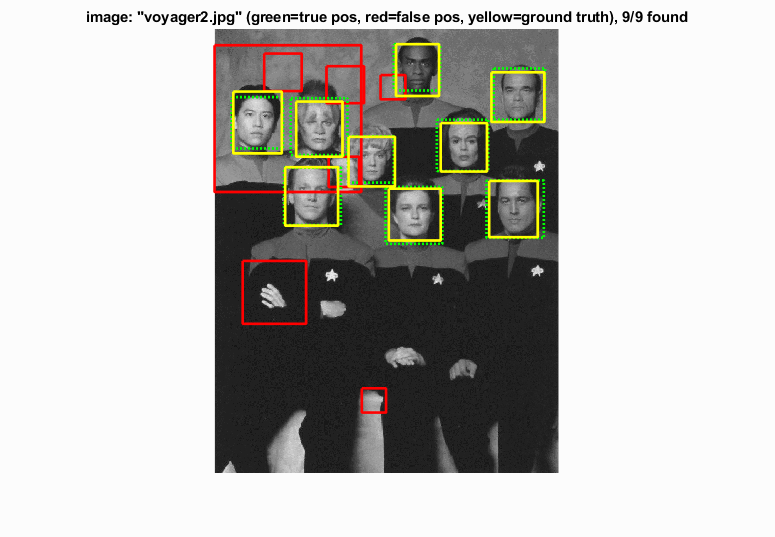 image: "voyager2.jpg" (green=true pos, red=false pos, yellow=ground truth), 9/9 found